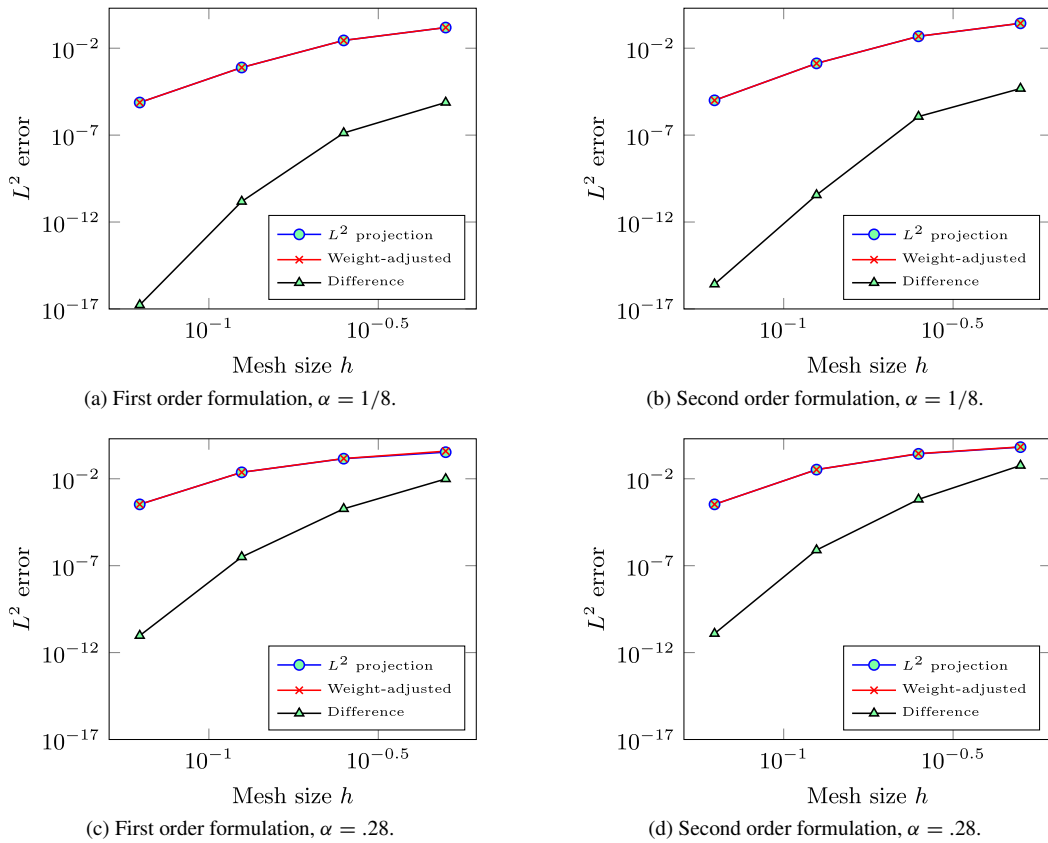 10^{-2}
10^{-7}
10^{-12}
10^{-17}
L^2 error
L^2 projection
Weight-adjusted
Difference
10^{-1}
10^{-0.5}
Mesh size h
(a) First order formulation, α = 1/8.
10^{-2}
10^{-7}
10^{-12}
10^{-17}
L^2 error
L^2 projection
Weight-adjusted
Difference
10^{-1}
10^{-0.5}
Mesh size h
(b) Second order formulation, α = 1/8.
10^{-2}
10^{-7}
10^{-12}
10^{-17}
L^2 error
L^2 projection
Weight-adjusted
Difference
10^{-1}
10^{-0.5}
Mesh size h
(c) First order formulation, α = .28.
10^{-2}
10^{-7}
10^{-12}
10^{-17}
L^2 error
L^2 projection
Weight-adjusted
Difference
10^{-1}
10^{-0.5}
Mesh size h
(d) Second order formulation, α = .28.